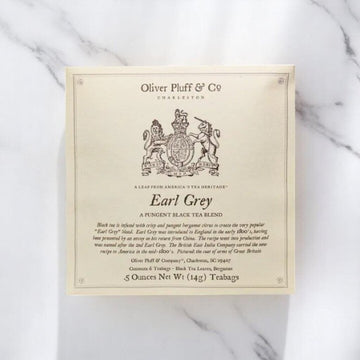 Oliver Pluff & Co
CHARLESTON
A LEAF FROM AMERICA'S TEA HERITAGE®
Earl Grey
A PUNGENT BLACK TEA BLEND
Black tea is infused with crisp and pungent bergamot citrus to create the very popular
"Earl Grey" blend. Earl Grey was introduced to England in the early 1800's, having
been presented by an envoy on his return from China. The recipe went into production and
was named after the 2nd Earl Grey. The British East India Company carried the new
recipe to America in the mid-1800's. Pictured: the coat of arms of Great Britain
Oliver Pluff & Company®, Charleston, SC 29407
Contents 6 Teabags - Black Tea Leaves, Bergamot
.5 Ounces Net Wt (14g) Teabags